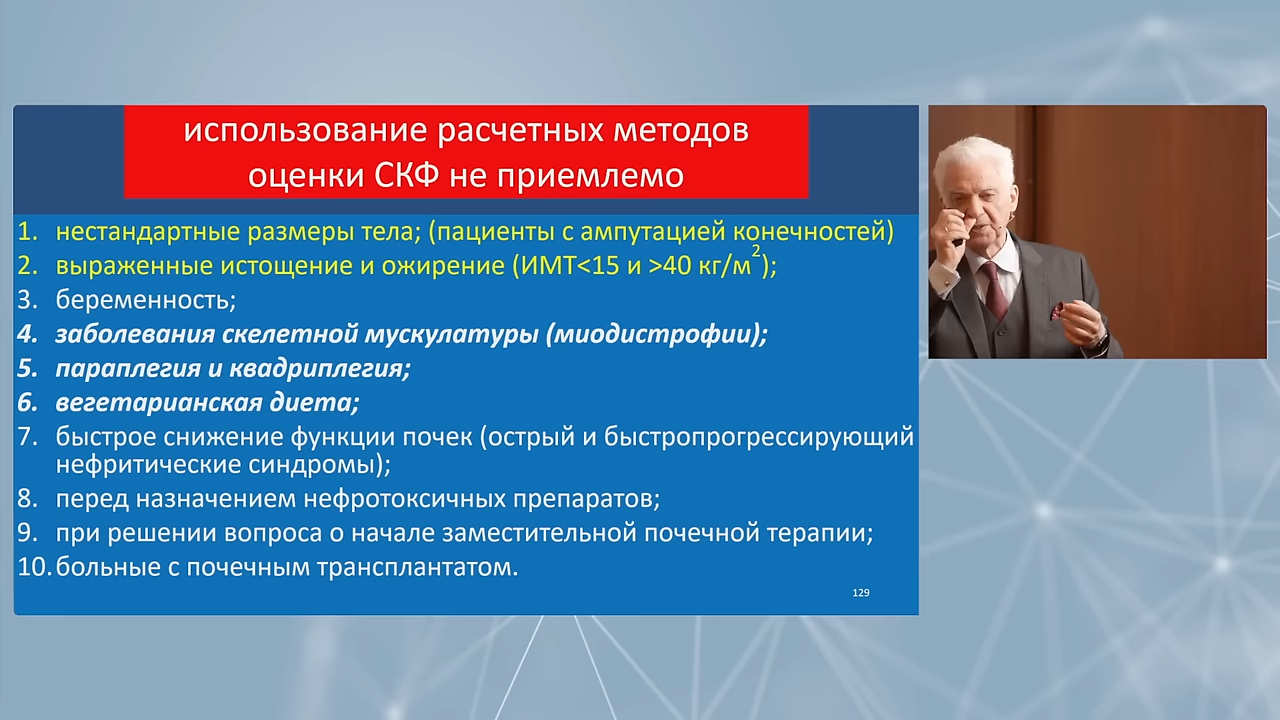 использование расчетных методов
оценки СКФ не приемлемо
1. нестандартные размеры тела; (пациенты с ампутацией конечностей)
2. выраженные истощение и ожирение (ИМТ<15 и >40 кг/м²);
3. беременность;
4. заболевания скелетной мускулатуры (миодистрофии);
5. параплегия и квадриплегия;
6. вегетарианская диета;
7. быстрое снижение функции почек (острый и быстропрогрессирующий
нефритические синдромы);
8. перед назначением нефротоксичных препаратов;
9. при решении вопроса о начале заместительной почечной терапии;
10. больные с почечным трансплантатом.
129